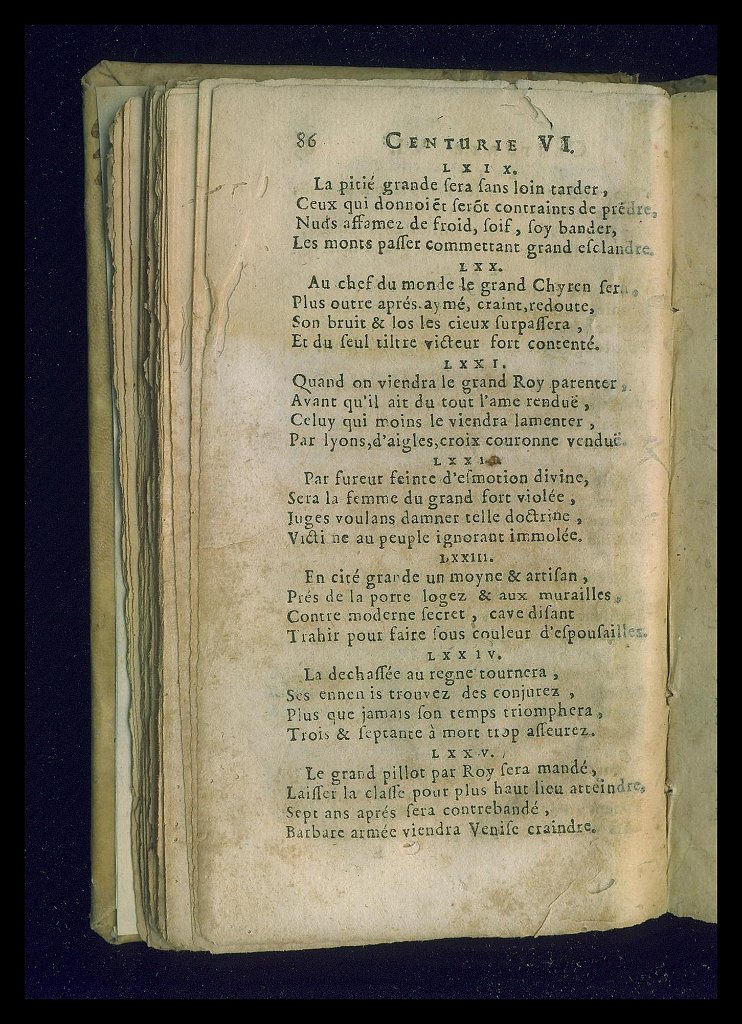 86 CENTURIE VI.
LXIX.
La pitié grande ſera ſans loin tarder,
Ceux qui donnoiẽt ſerõt contraints de prẽdre,
Nuds affamez de froid, ſoif, ſoy bander,
Les monts paſſer commettant grand eſclandre.
LXX.
Au chef du monde le grand Chyren ſera,
Plus outre aprés.aymé, craint,redoute,
Son bruit & los les cieux ſurpaſſera,
Et du ſeul tiltre victeur fort contenté.
LXXI.
Quand on viendra le grand Roy parenter,
Avant qu'il ait du tout l'ame renduë,
Celuy qui moins le viendra lamenter,
Par lyons,d'aigles,croix couronne venduë.
LXXII.
Par fureur feinte d'eſmotion divine,
Sera la femme du grand fort violée,
Juges voulans damner telle doctrine,
Victi ne au peuple ignorant immolée.
LXXIII.
En cité grande un moyne & artiſan,
Prés de la porte logez & aux murailles,
Contre moderne ſecret, cave diſant
Trahir pour faire ſous couleur d'eſpouſailles.
LXXIV.
La dechaſſée au regne tournera,
Ses ennen is trouvez des conjurez,
Plus que jamais ſon temps triomphera,
Trois & ſeptante à mort trop aſſeurez.
LXXV.
Le grand pillot par Roy ſera mandé,
Laiſſer la claſſe pour plus haut lieu atteindre,
Sept ans aprés ſera contrebandé,
Barbare armée viendra Veniſe craindre.